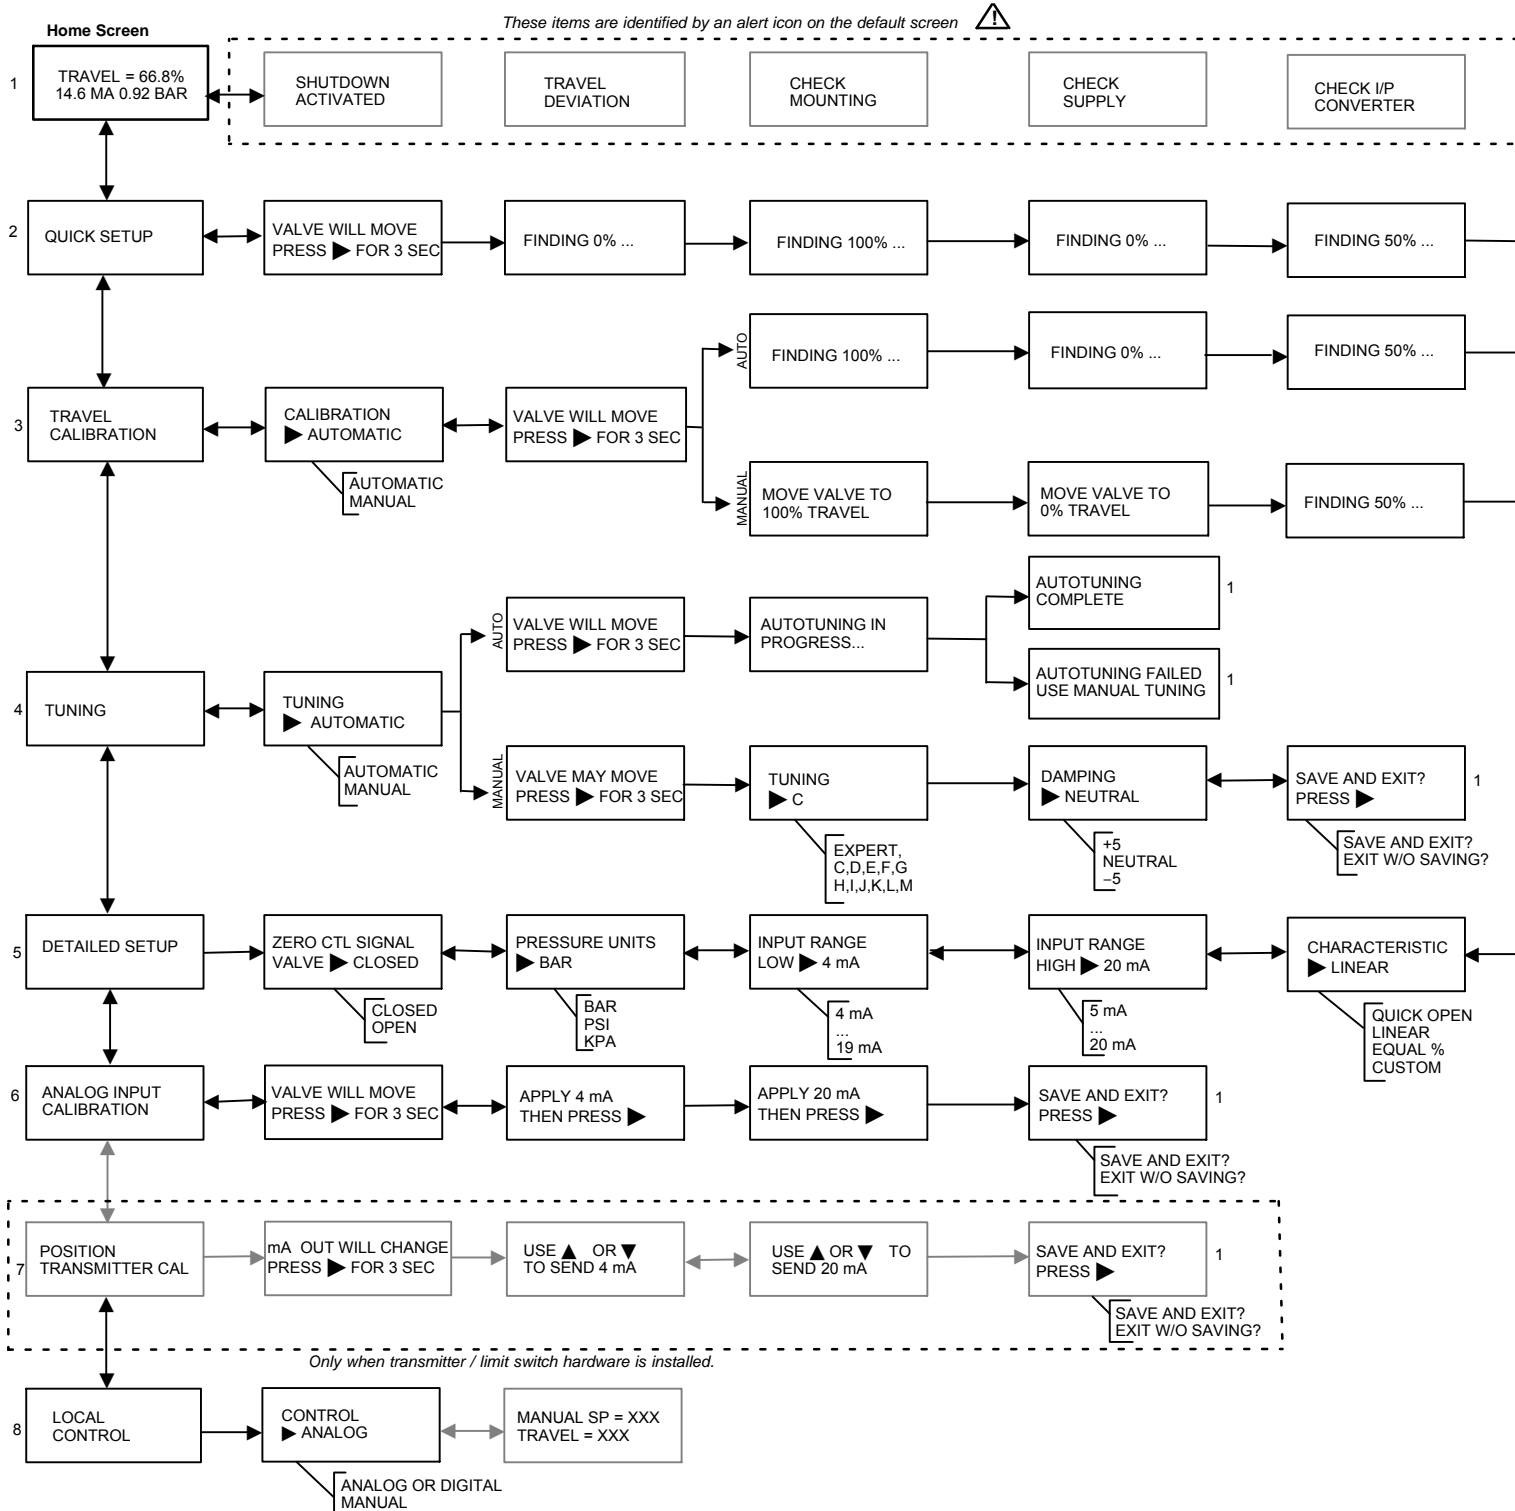 These items are identified by an alert icon on the default screen
Home Screen
1
TRAVEL = 66.8%
14.6 MA 0.92 BAR
SHUTDOWN
ACTIVATED
TRAVEL
DEVIATION
CHECK
MOUNTING
CHECK
SUPPLY
CHECK I/P
CONVERTER
2
QUICK SETUP
VALVE WILL MOVE
PRESS ▶ FOR 3 SEC
FINDING 0% ...
FINDING 100% ...
FINDING 0% ...
FINDING 50% ...
3
TRAVEL
CALIBRATION
CALIBRATION
▶ AUTOMATIC
AUTOMATIC
MANUAL
VALVE WILL MOVE
PRESS ▶ FOR 3 SEC
AUTO
FINDING 100% ...
FINDING 0% ...
FINDING 50% ...
MANUAL
MOVE VALVE TO
100% TRAVEL
MOVE VALVE TO
0% TRAVEL
FINDING 50% ...
4
TUNING
TUNING
▶ AUTOMATIC
AUTOMATIC
MANUAL
AUTO
VALVE WILL MOVE
PRESS ▶ FOR 3 SEC
AUTOTUNING IN
PROGRESS...
AUTOTUNING
COMPLETE
1
AUTOTUNING FAILED
USE MANUAL TUNING
1
MANUAL
VALVE MAY MOVE
PRESS ▶ FOR 3 SEC
TUNING
▶ C
EXPERT,
C,D,E,F,G
H,I,J,K,L,M
DAMPING
▶ NEUTRAL
+5
NEUTRAL
−5
SAVE AND EXIT?
PRESS ▶
1
SAVE AND EXIT?
EXIT W/O SAVING?
5
DETAILED SETUP
ZERO CTL SIGNAL
VALVE ▶ CLOSED
CLOSED
OPEN
PRESSURE UNITS
▶ BAR
BAR
PSI
KPA
INPUT RANGE
LOW ▶ 4 mA
4 mA
...
19 mA
INPUT RANGE
HIGH ▶ 20 mA
5 mA
...
20 mA
CHARACTERISTIC
▶ LINEAR
QUICK OPEN
LINEAR
EQUAL %
CUSTOM
6
ANALOG INPUT
CALIBRATION
VALVE WILL MOVE
PRESS ▶ FOR 3 SEC
APPLY 4 mA
THEN PRESS ▶
APPLY 20 mA
THEN PRESS ▶
SAVE AND EXIT?
PRESS ▶
1
SAVE AND EXIT?
EXIT W/O SAVING?
7
POSITION
TRANSMITTER CAL
mA OUT WILL CHANGE
PRESS ▶ FOR 3 SEC
USE ▲ OR ▼
TO SEND 4 mA
USE ▲ OR ▼ TO
SEND 20 mA
SAVE AND EXIT?
PRESS ▶
1
SAVE AND EXIT?
EXIT W/O SAVING?
Only when transmitter / limit switch hardware is installed.
8
LOCAL
CONTROL
CONTROL
▶ ANALOG
ANALOG OR DIGITAL
MANUAL
MANUAL SP = XXX
TRAVEL = XXX